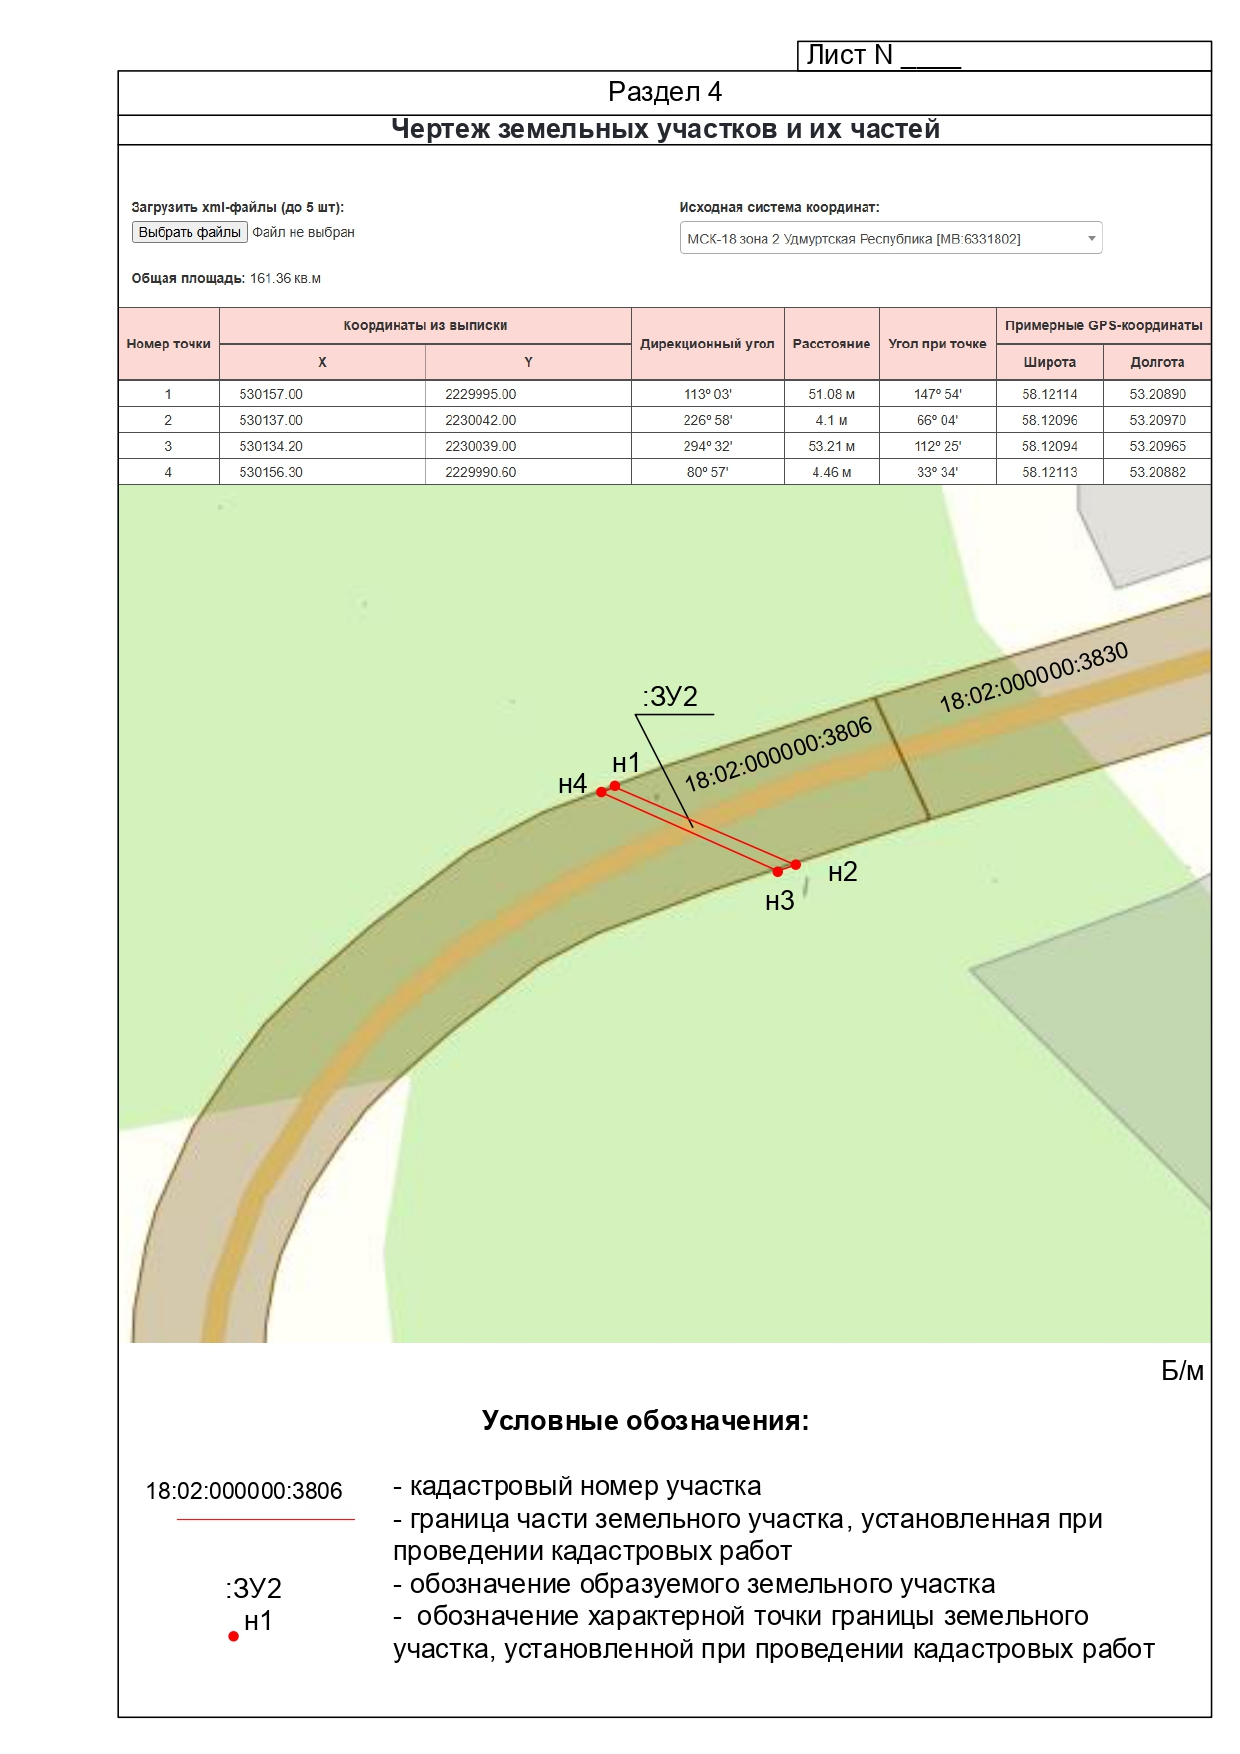 Лист N ____
Раздел 4
Чертеж земельных участков и их частей
Загрузить xml-файлы (до 5 шт):
Выбрать файлы Файл не выбран
Исходная система координат:
МСК-18 зона 2 Удмуртская Республика [МВ:6331802]
Общая площадь: 161.36 кв.м
Номер точки Координаты из выписки Дирекционный угол Расстояние Угол при точке Примерные GPS-координаты
X Y Широта Долгота
1 530157.00 2229995.00 113º 03' 51.08 м 147º 54' 58.12114 53.20890
2 530137.00 2230042.00 226º 58' 4.1 м 66º 04' 58.12096 53.20970
3 530134.20 2230039.00 294º 32' 53.21 м 112º 25' 58.12094 53.20965
4 530156.30 2229990.60 80º 57' 4.46 м 33º 34' 58.12113 53.20882
18:02:000000:3830
:ЗУ2
18:02:000000:3806
н1
н4
н2
н3
Б/м
Условные обозначения:
18:02:000000:3806 - кадастровый номер участка
- граница части земельного участка, установленная при
проведении кадастровых работ
:ЗУ2 - обозначение образуемого земельного участка
н1 - обозначение характерной точки границы земельного
участка, установленной при проведении кадастровых работ